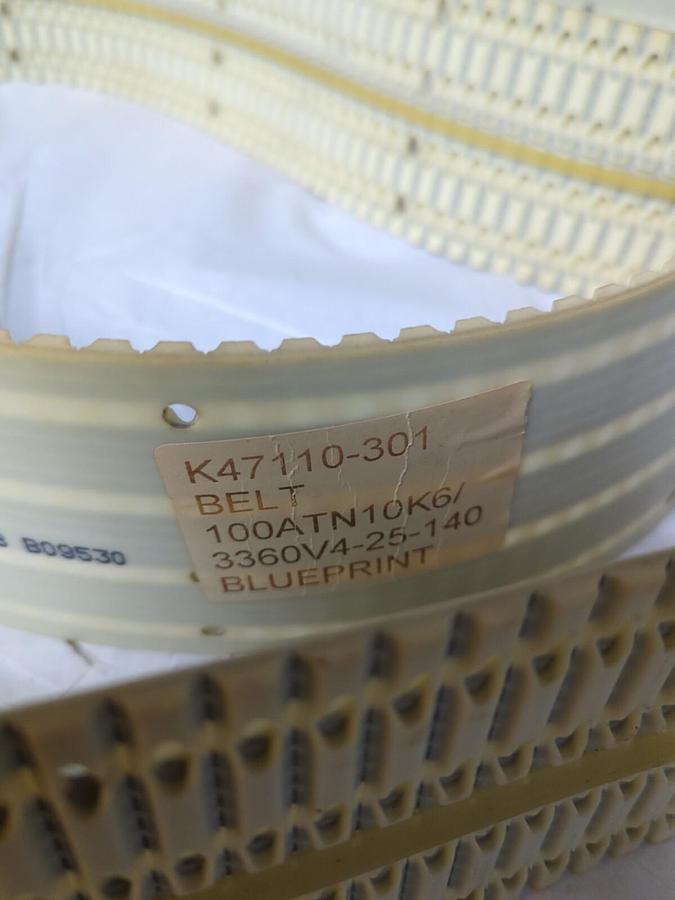 K47110-301
BELT
100ATN10K6/
3360V4-25-140
BLUEPRINT
B09530